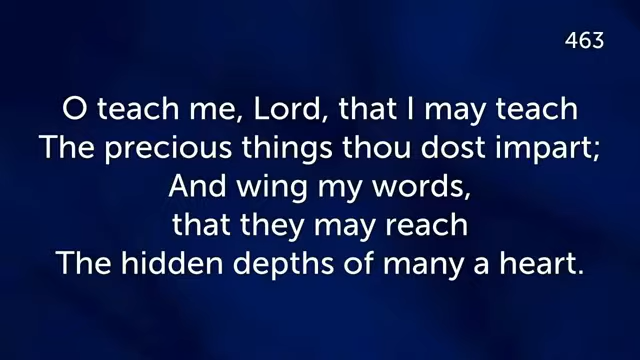 463
O teach me, Lord, that I may teach
The precious things thou dost impart;
And wing my words,
that they may reach
The hidden depths of many a heart.